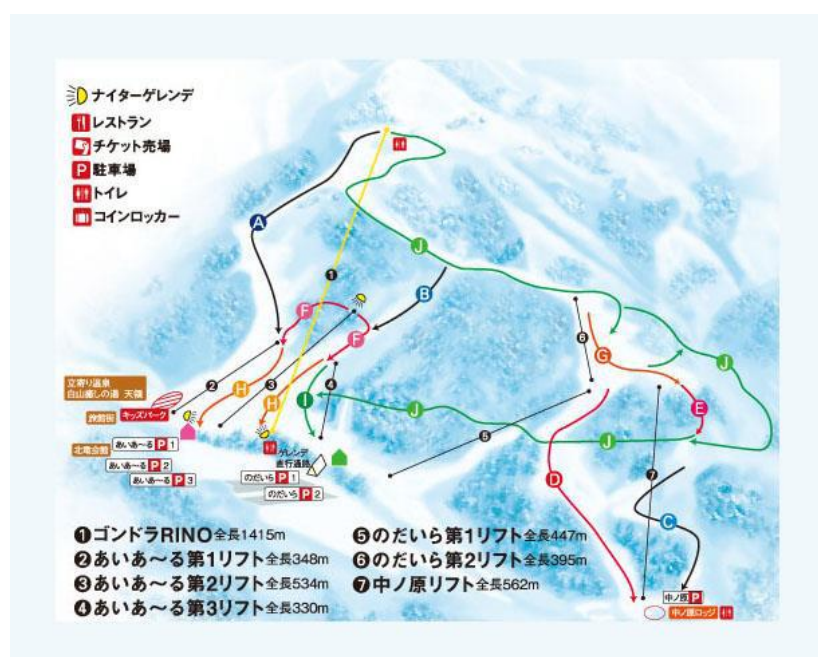 ナイターゲレンデ
レストラン
チケット売場
P 駐車場
トイレ
コインロッカー
A
J
1
B
F
F
6
G
J
2
3
4
H
H
I
J
E
J
5
7
D
C
立寄り温泉
白山癒しの湯 天領
キッズパーク
北竜会館
あいあ～る P 1
あいあ～る P 2
あいあ～る P 3
ゲレンデ
直行通路
のだいら P 1
のだいら P 2
中ノ原 P
中ノ原ロッジ
❶ゴンドラRINO 全長1415m
❷あいあ～る第1リフト 全長348m
❸あいあ～る第2リフト 全長534m
❹あいあ～る第3リフト 全長330m
❺のだいら第1リフト 全長447m
❻のだいら第2リフト 全長395m
❼中ノ原リフト 全長562m